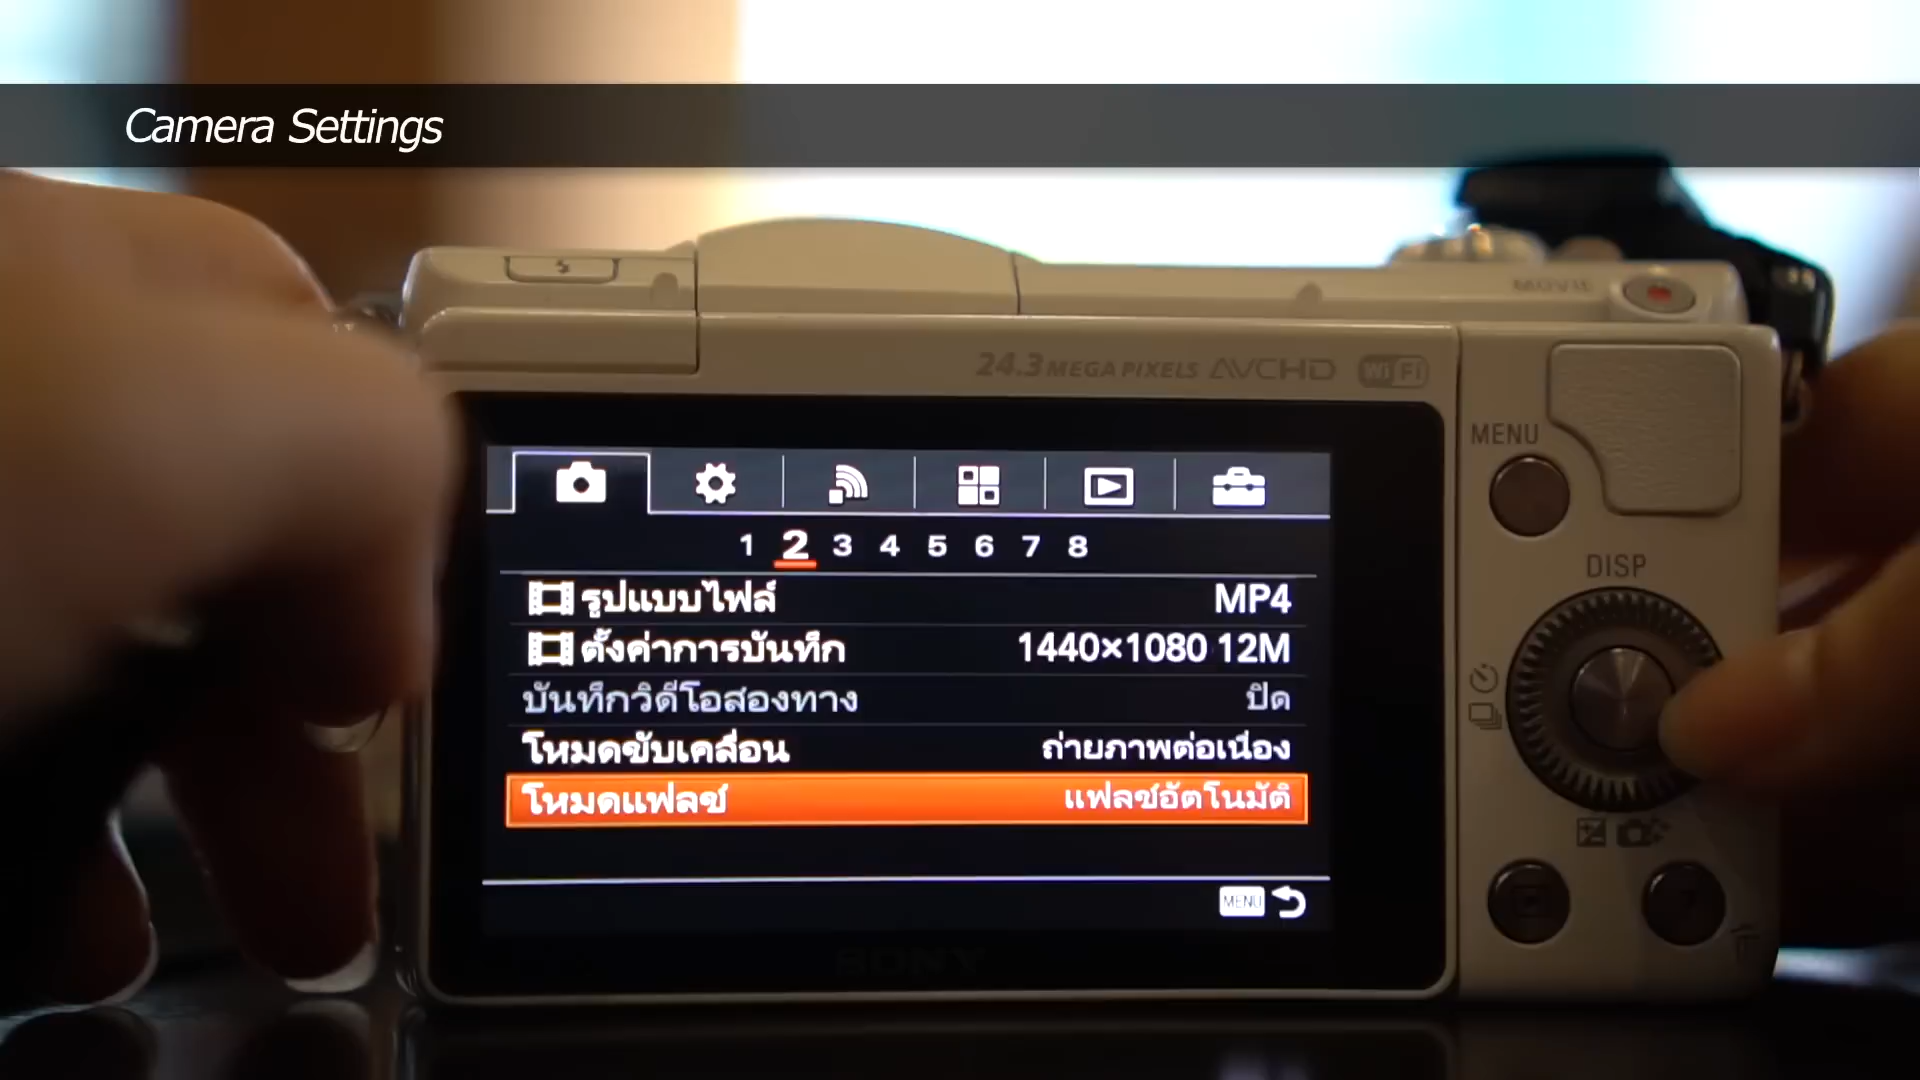 Camera Settings
MOVIE
24.3 MEGA PIXELS AVCHD Wi Fi
MENU
DISP
1 2 3 4 5 6 7 8
รูปแบบไฟล์ MP4
ตั้งค่าการบันทึก 1440×1080 12M
บันทึกวิดีโอสองทาง ปิด
โหมดขับเคลื่อน ถ่ายภาพต่อเนื่อง
โหมดแฟลช แฟลชอัตโนมัติ
MENU
SONY